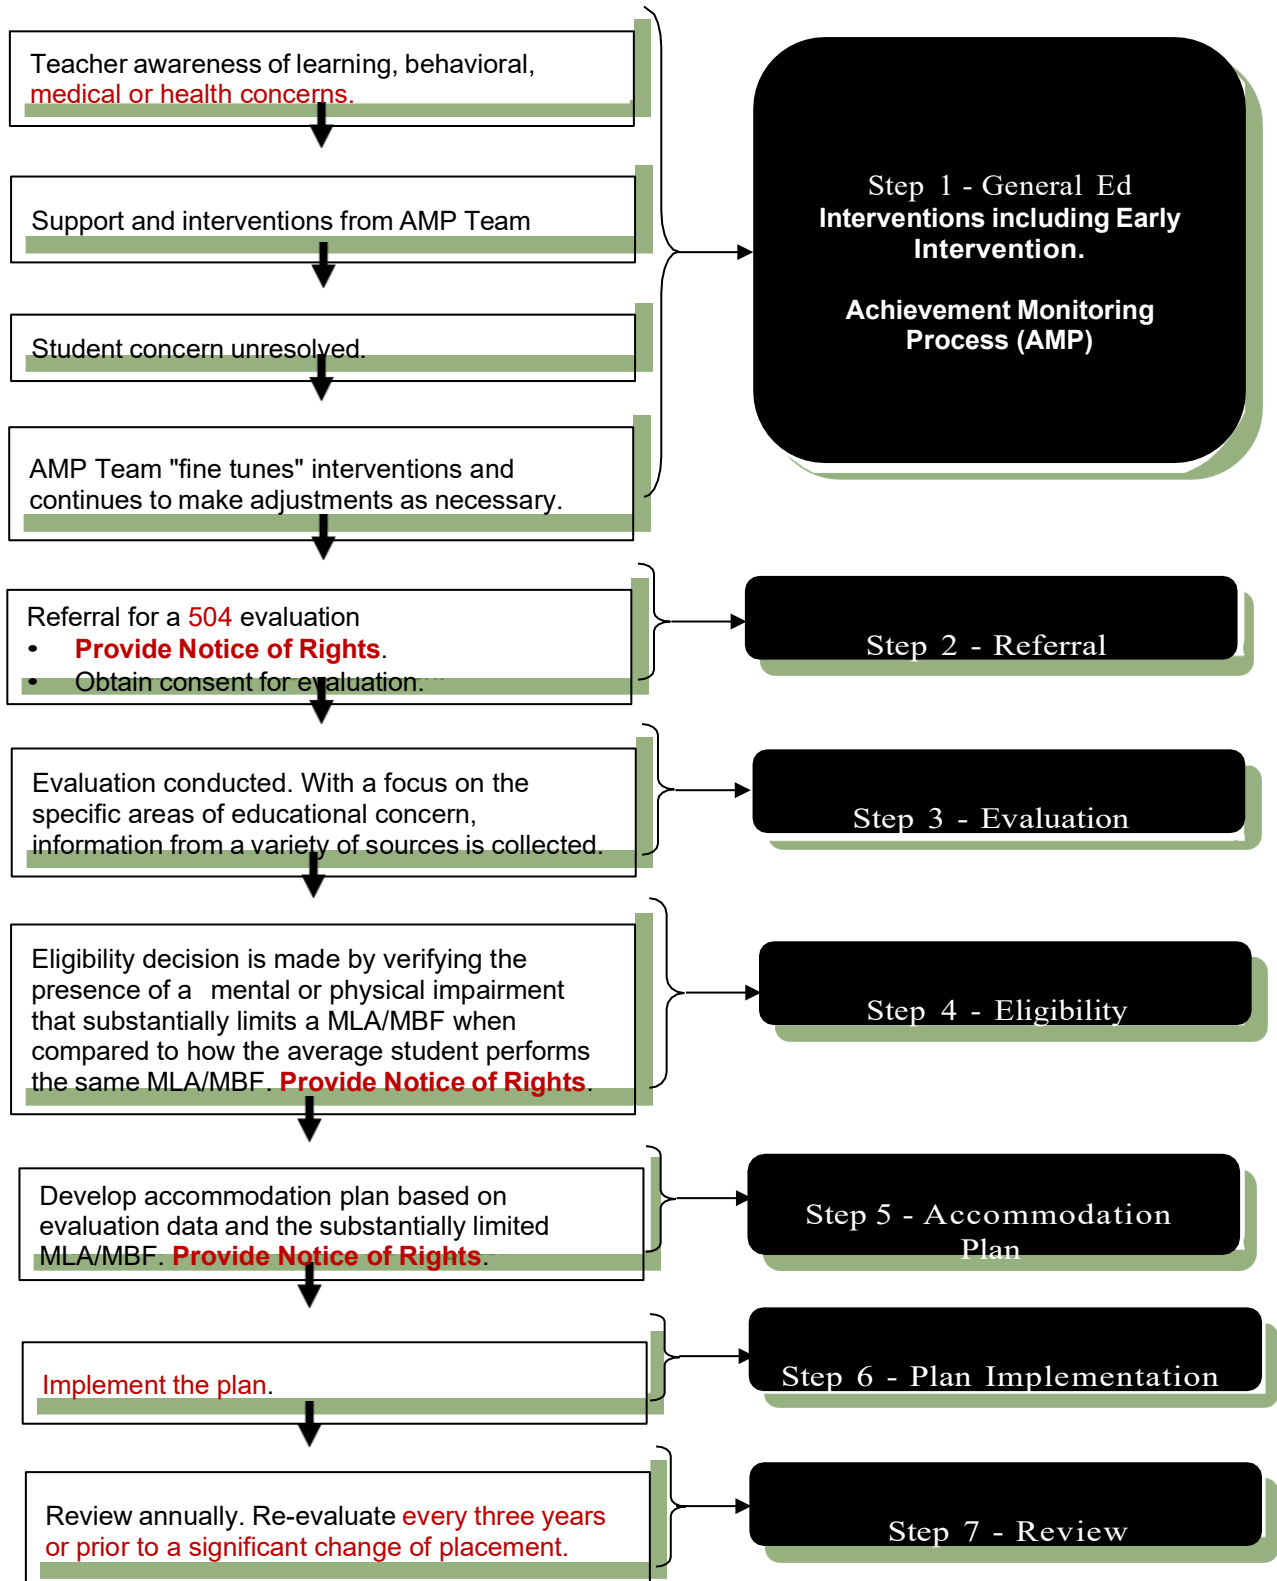 Teacher awareness of learning, behavioral,
medical or health concerns.
Support and interventions from AMP Team
Student concern unresolved.
AMP Team "fine tunes" interventions and
continues to make adjustments as necessary.
Step 1 - General Ed
Interventions including Early
Intervention.
Achievement Monitoring
Process (AMP)
Referral for a 504 evaluation
• Provide Notice of Rights.
• Obtain consent for evaluation.
Step 2 - Referral
Evaluation conducted. With a focus on the
specific areas of educational concern,
information from a variety of sources is collected.
Step 3 - Evaluation
Eligibility decision is made by verifying the
presence of a mental or physical impairment
that substantially limits a MLA/MBF when
compared to how the average student performs
the same MLA/MBF. Provide Notice of Rights.
Step 4 - Eligibility
Develop accommodation plan based on
evaluation data and the substantially limited
MLA/MBF. Provide Notice of Rights.
Step 5 - Accommodation
Plan
Implement the plan.
Step 6 - Plan Implementation
Review annually. Re-evaluate every three years
or prior to a significant change of placement.
Step 7 - Review